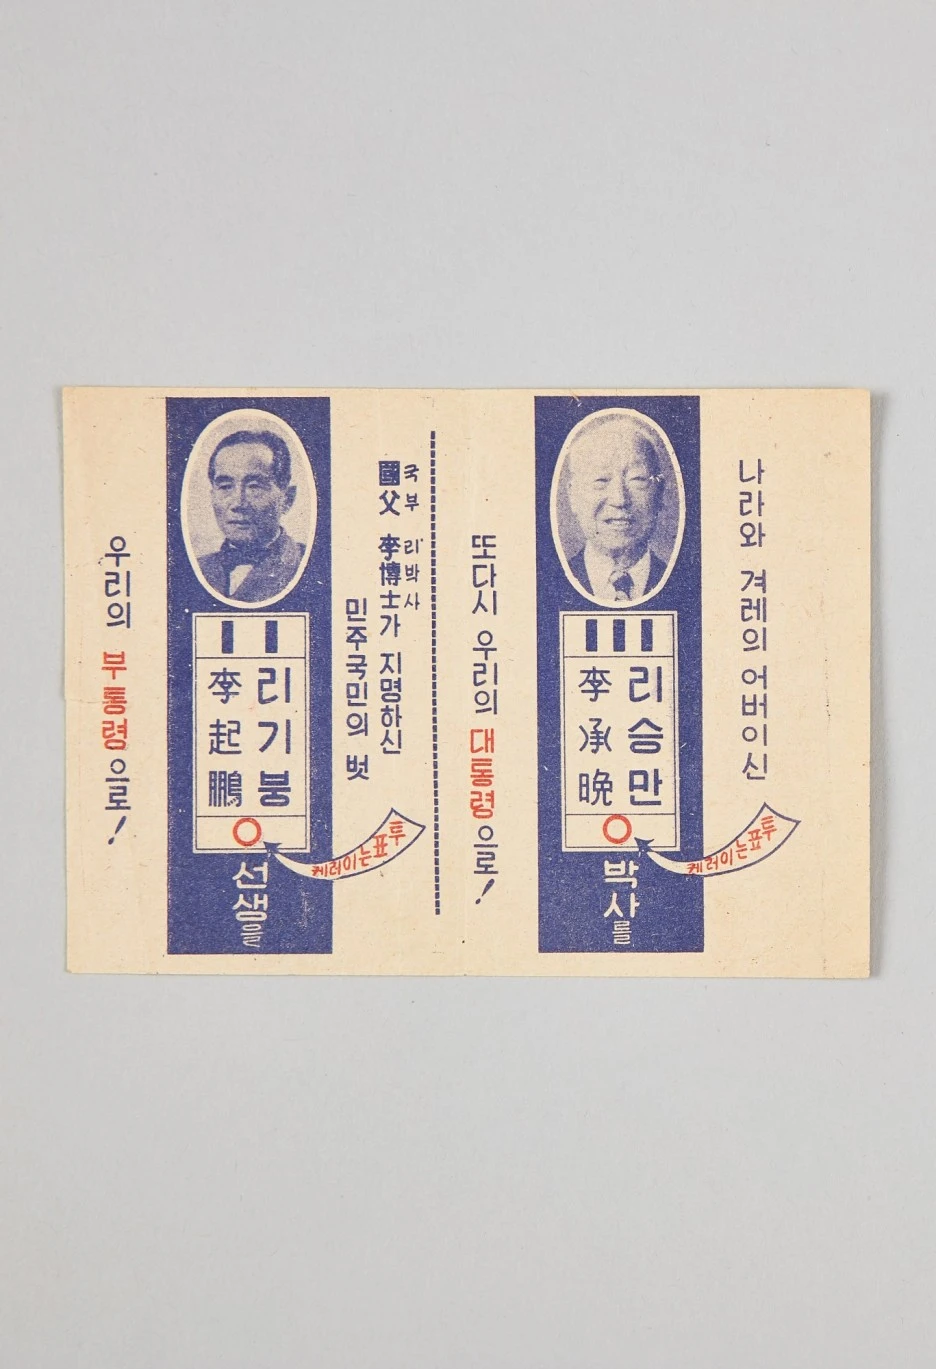 나라와 겨레의 어버이신
III
리승만
李承晩
박사를
투표는 이러케
또다시 우리의 대통령으로!
국부 리박사
國父 李博士가 지명하신
민주국민의 벗
II
리기붕
李起鵬
선생을
투표는 이러케
우리의 부통령으로!